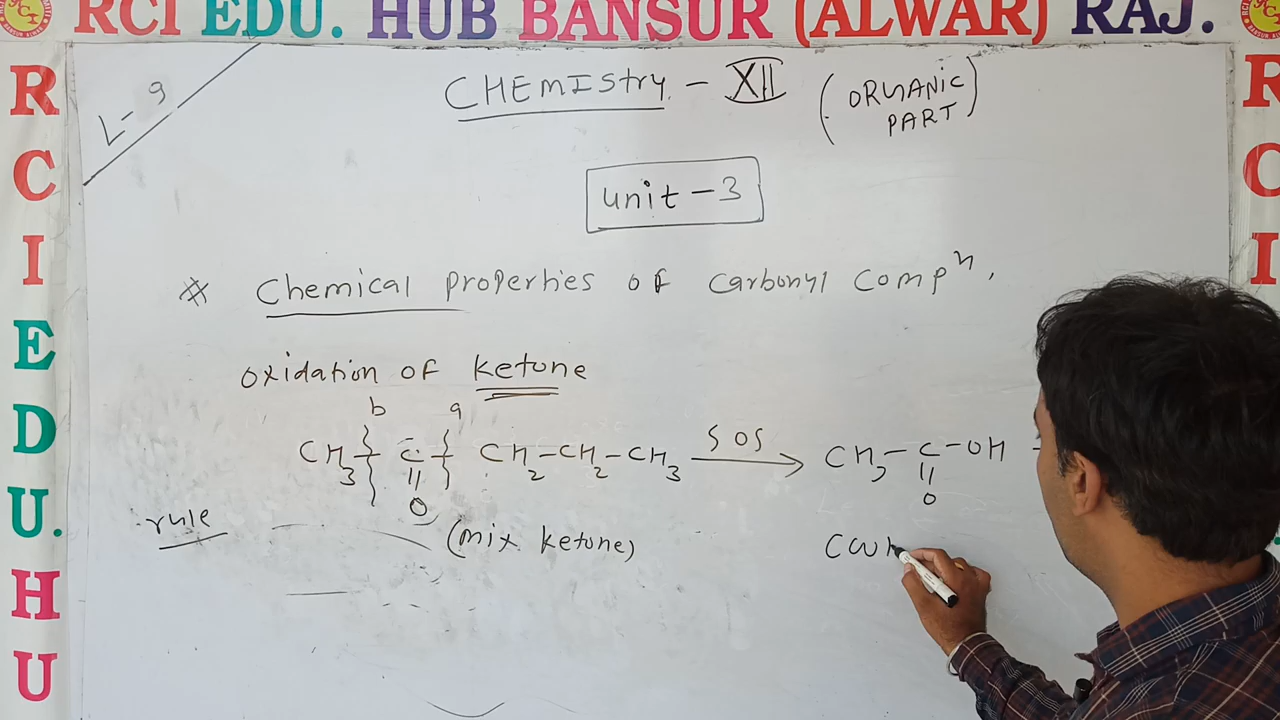 RCI EDU. HUB BANSUR (ALWAR) RAJ.
R
C
I
E
D
U.
H
U
L-9
CHEMIStry - XII (ORGANIC PART)
Unit-3
* Chemical properties of Carbonyl Compⁿ.
Oxidation of Ketone
b a
CH₃-C-CH₂-CH₂-CH₃ SOS → CH₃-C-OH
O O
rule (mix Ketone)
R
C
I